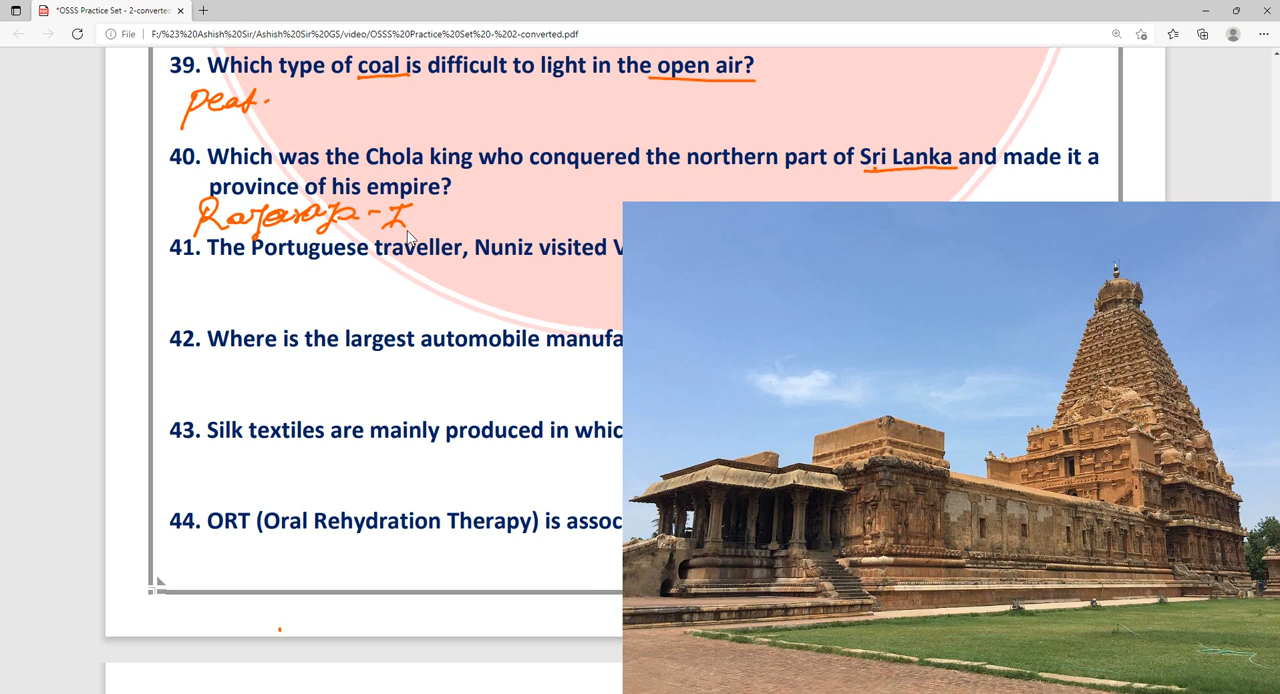 *OSSS Practice Set - 2-converted
File
F:/%23%20Ashish%20Sir/Ashish%20Sir%20GS/video/OSSS%20Practice%20Set%20-%202-converted.pdf
39. Which type of coal is difficult to light in the open air?
Peat.
40. Which was the Chola king who conquered the northern part of Sri Lanka and made it a
province of his empire?
Rajaraja-I
41. The Portuguese traveller, Nuniz visited V
42. Where is the largest automobile manufa
43. Silk textiles are mainly produced in whic
44. ORT (Oral Rehydration Therapy) is assoc